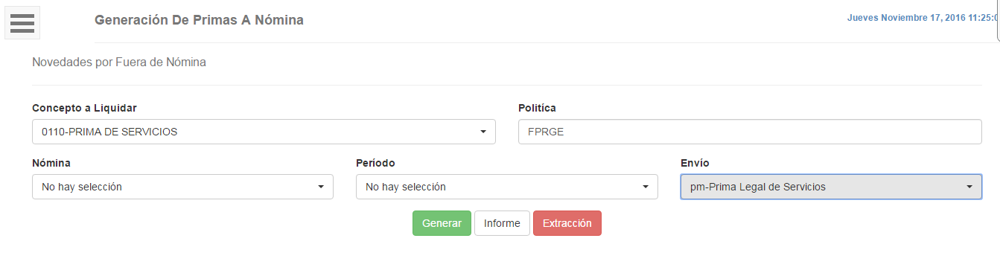 Generación De Primas A Nómina
Jueves Noviembre 17, 2016 11:25:0
Novedades por Fuera de Nómina
Concepto a Liquidar
Politíca
0110-PRIMA DE SERVICIOS
FPRGE
Nómina
Período
Envío
No hay selección
No hay selección
pm-Prima Legal de Servicios
Generar
Informe
Extracción